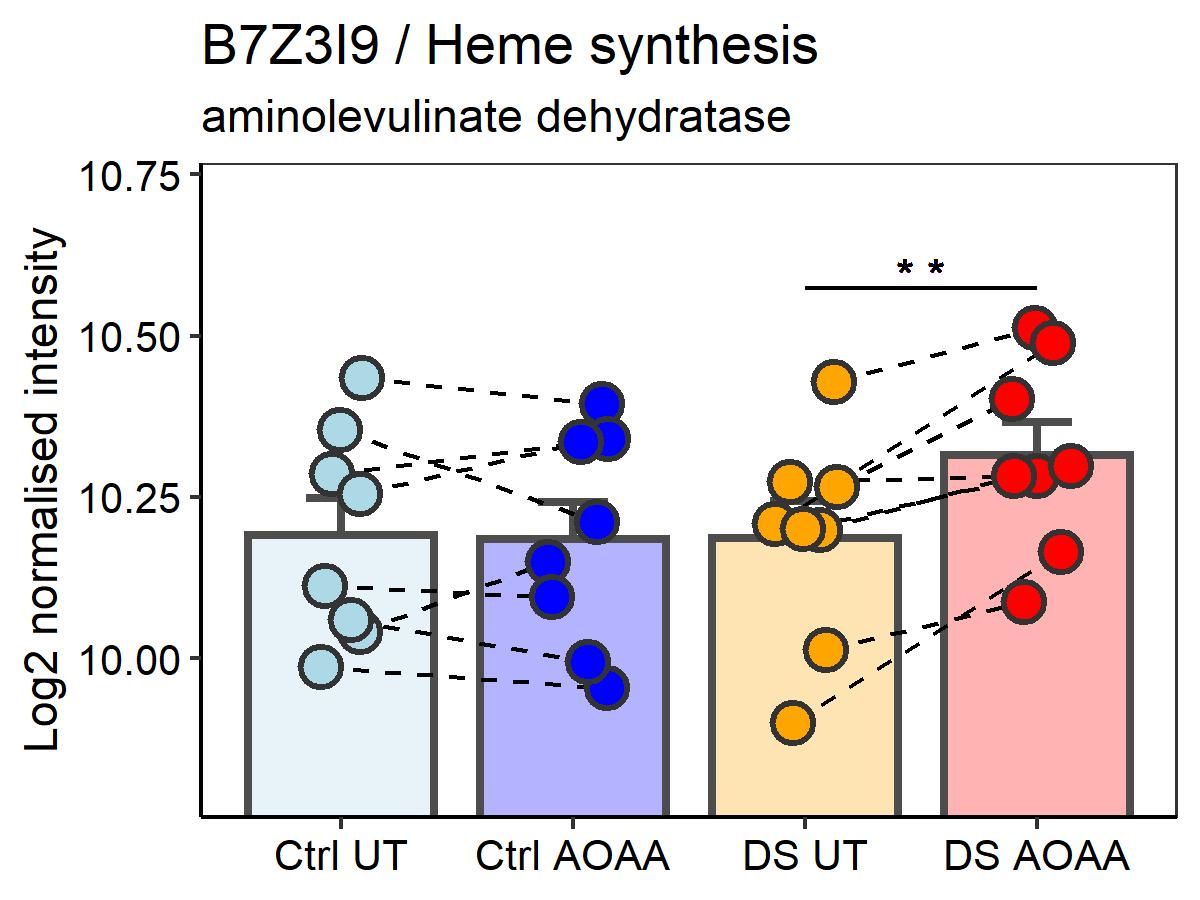 B7Z3I9 / Heme synthesis
aminolevulinate dehydratase
Log2 normalised intensity
10.75
10.50
10.25
10.00
* *
Ctrl UT
Ctrl AOAA
DS UT
DS AOAA